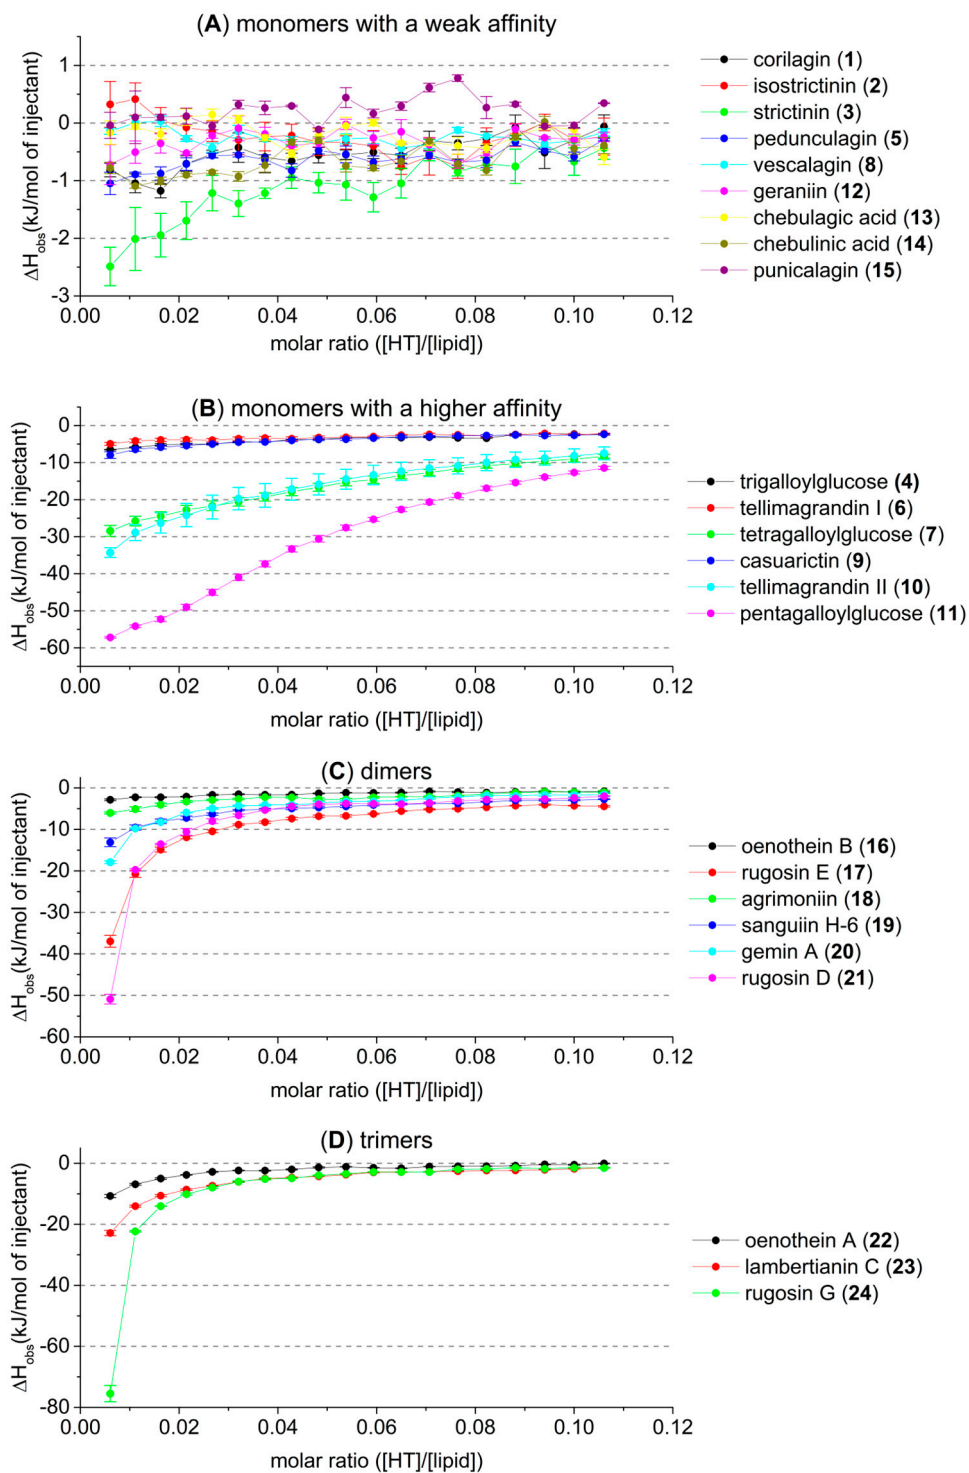 (A) monomers with a weak affinity
1
0
-1
-2
-3
ΔHobs(kJ/mol of injectant)
0.00 0.02 0.04 0.06 0.08 0.10 0.12
molar ratio ([HT]/[lipid])
corilagin (1)
isostrictinin (2)
strictinin (3)
pedunculagin (5)
vescalagin (8)
geraniin (12)
chebulagic acid (13)
chebulinic acid (14)
punicalagin (15)
(B) monomers with a higher affinity
0
-10
-20
-30
-40
-50
-60
ΔHobs(kJ/mol of injectant)
0.00 0.02 0.04 0.06 0.08 0.10 0.12
molar ratio ([HT]/[lipid])
trigalloylglucose (4)
tellimagrandin I (6)
tetragalloylglucose (7)
casuarictin (9)
tellimagrandin II (10)
pentagalloylglucose (11)
(C) dimers
0
-10
-20
-30
-40
-50
-60
ΔHobs(kJ/mol of injectant)
0.00 0.02 0.04 0.06 0.08 0.10 0.12
molar ratio ([HT]/[lipid])
oenothein B (16)
rugosin E (17)
agrimoniin (18)
sanguiin H-6 (19)
gemin A (20)
rugosin D (21)
(D) trimers
0
-20
-40
-60
-80
ΔHobs(kJ/mol of injectant)
0.00 0.02 0.04 0.06 0.08 0.10 0.12
molar ratio ([HT]/[lipid])
oenothein A (22)
lambertianin C (23)
rugosin G (24)